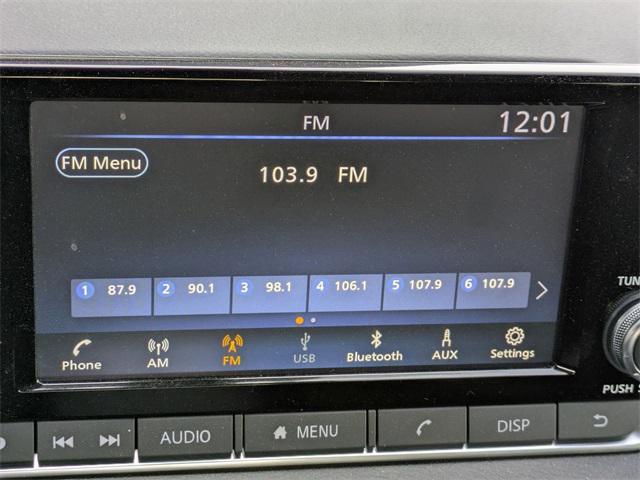 FM 12:01
FM Menu
103.9 FM
1 87.9 2 90.1 3 98.1 4 106.1 5 107.9 6 107.9
Phone AM FM USB Bluetooth AUX Settings
TUN
PUSH S
AUDIO MENU DISP